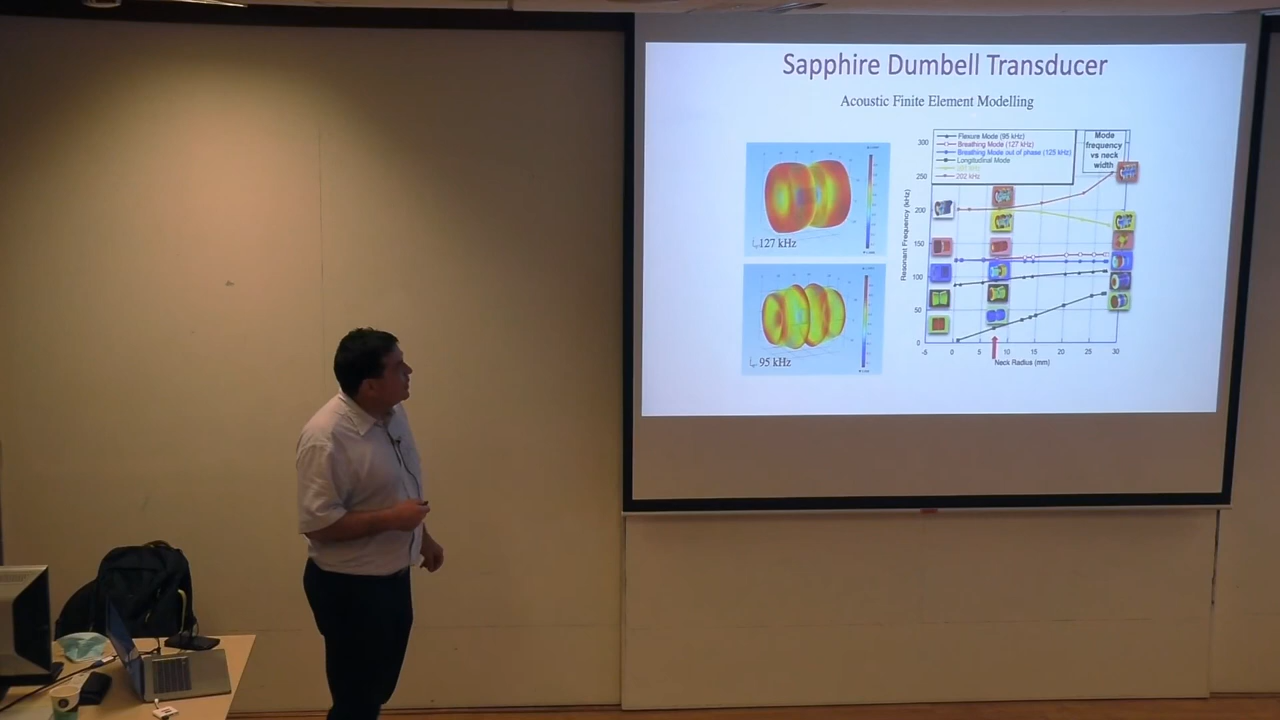 Sapphire Dumbell Transducer
Acoustic Finite Element Modelling
127 kHz
95 kHz
Flexure Mode (95 kHz)
Breathing Mode (127 kHz)
Breathing Mode out of phase (125 kHz)
Longitudinal Mode
202 kHz
Mode
frequency
vs neck
width
Resonant Frequency (kHz)
300
250
200
150
100
50
0
-5
0
5
10
15
20
25
30
Neck Radius (mm)